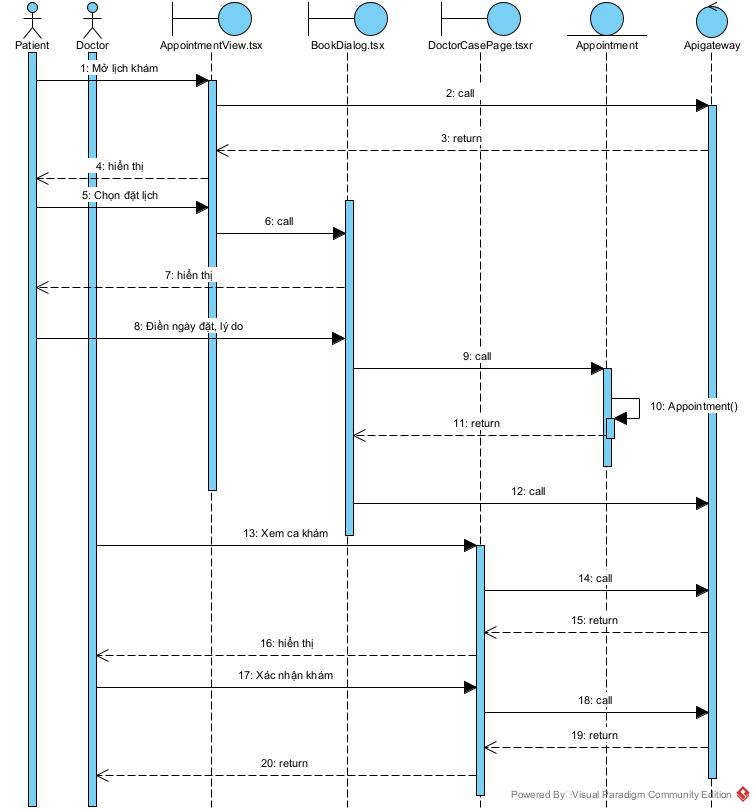 Patient
Doctor
AppointmentView.tsx
BookDialog.tsx
DoctorCasePage.tsxr
Appointment
Apigateway
1: Mở lịch khám
2: call
3: return
4: hiển thị
5: Chọn đặt lịch
6: call
7: hiển thị
8: Điền ngày đặt, lý do
9: call
10: Appointment()
11: return
12: call
13: Xem ca khám
14: call
15: return
16: hiển thị
17: Xác nhận khám
18: call
19: return
20: return
Powered By Visual Paradigm Community Edition